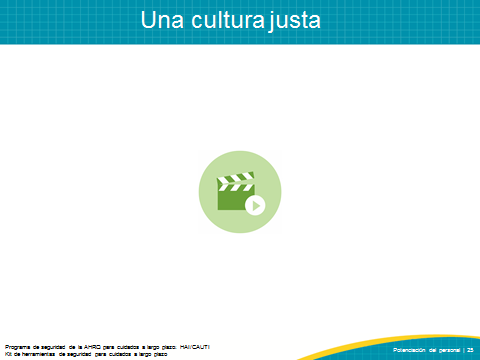 Una cultura justa
Programa de seguridad de la AHRQ para cuidados a largo plazo: HAI/CAUTI
Kit de herramientas de seguridad para cuidados a largo plazo
Potenciación del personal | 25